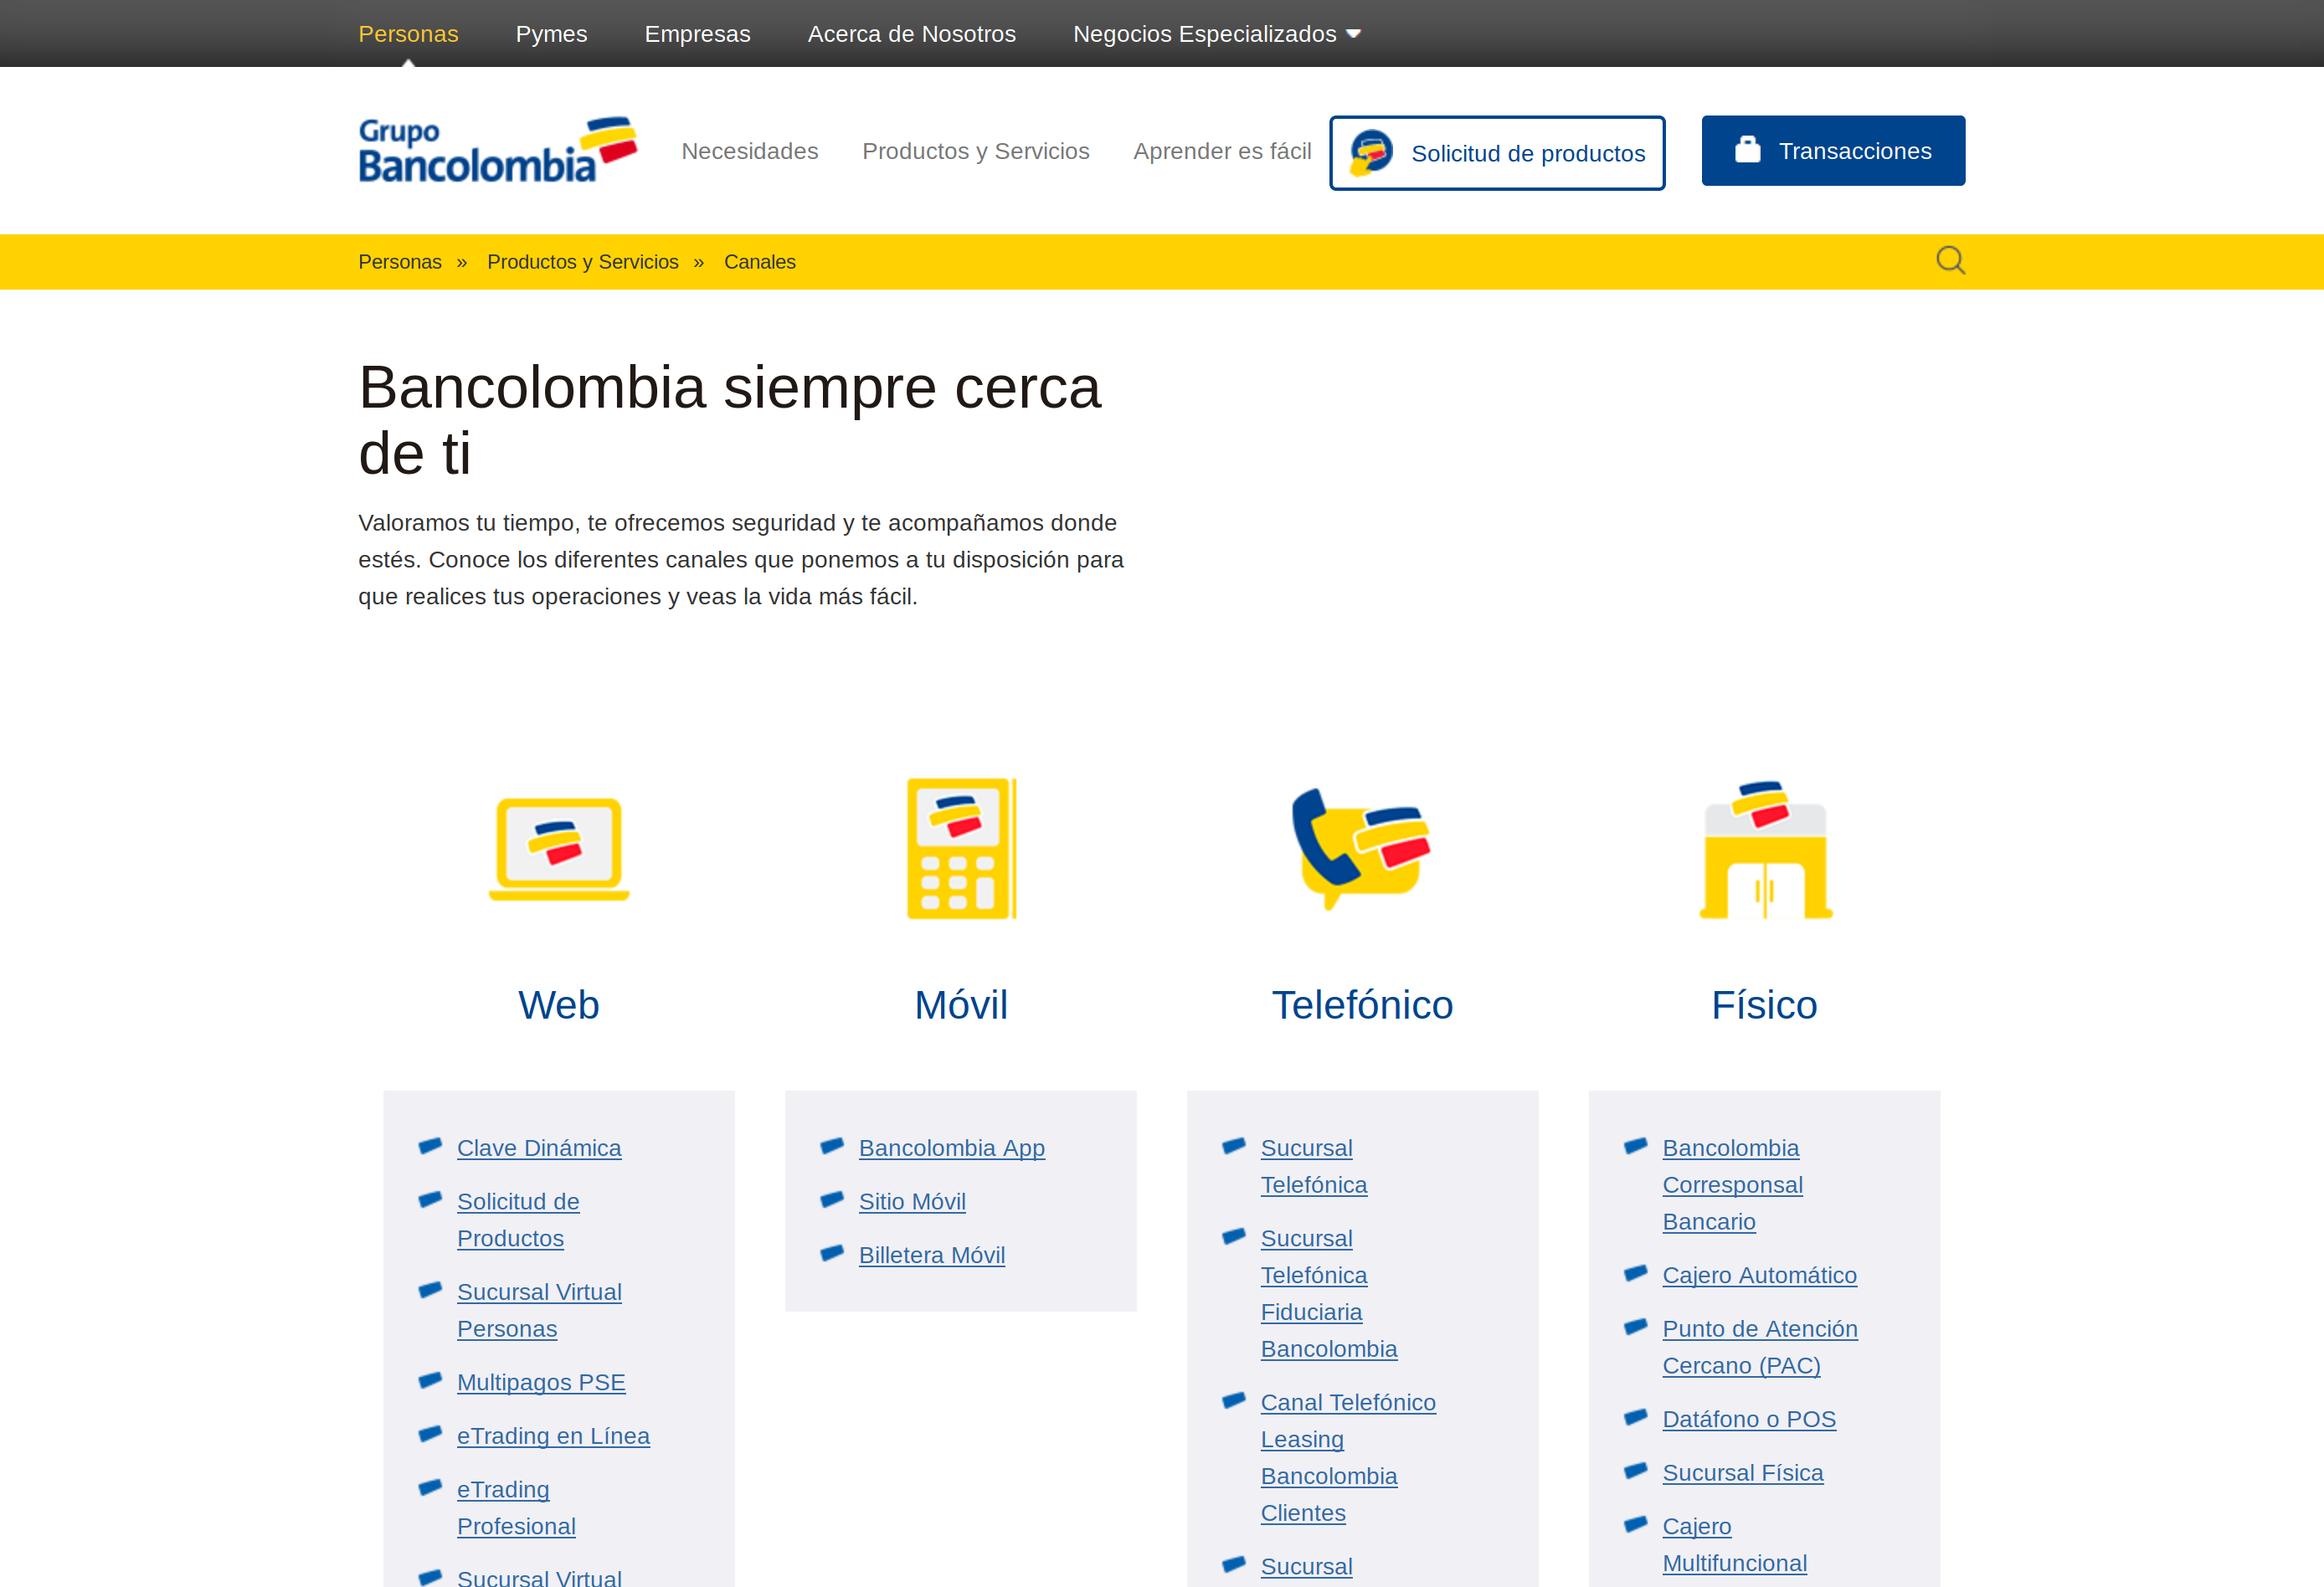 Personas Pymes Empresas Acerca de Nosotros Negocios Especializados
Grupo
Bancolombia
Necesidades Productos y Servicios Aprender es fácil Solicitud de productos Transacciones
Personas » Productos y Servicios » Canales
Bancolombia siempre cerca
de ti
Valoramos tu tiempo, te ofrecemos seguridad y te acompañamos donde
estés. Conoce los diferentes canales que ponemos a tu disposición para
que realices tus operaciones y veas la vida más fácil.
Web
Clave Dinámica
Solicitud de
Productos
Sucursal Virtual
Personas
Multipagos PSE
eTrading en Línea
eTrading
Profesional
Sucursal Virtual
Móvil
Bancolombia App
Sitio Móvil
Billetera Móvil
Telefónico
Sucursal
Telefónica
Sucursal
Telefónica
Fiduciaria
Bancolombia
Canal Telefónico
Leasing
Bancolombia
Clientes
Sucursal
Físico
Bancolombia
Corresponsal
Bancario
Cajero Automático
Punto de Atención
Cercano (PAC)
Datáfono o POS
Sucursal Física
Cajero
Multifuncional